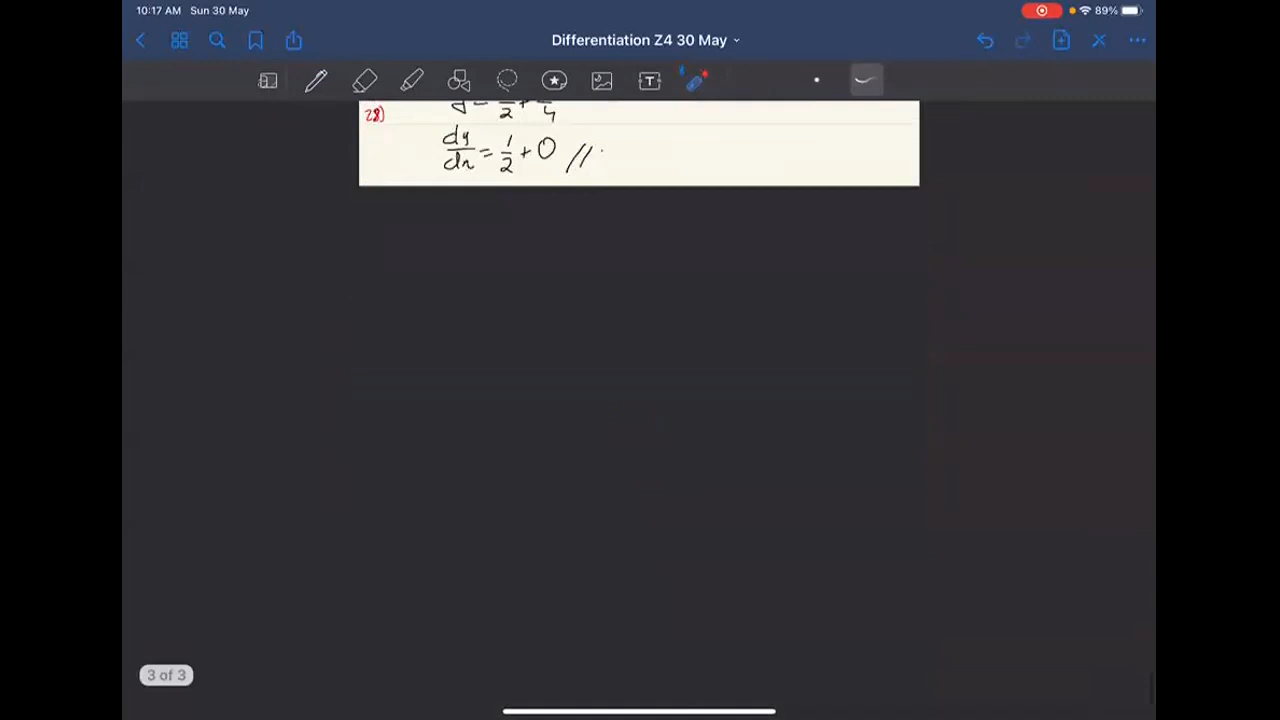 10:17 AM Sun 30 May 89%
Differentiation Z4 30 May
T
28)
dy/dx = 1/2 + 0 //
3 of 3